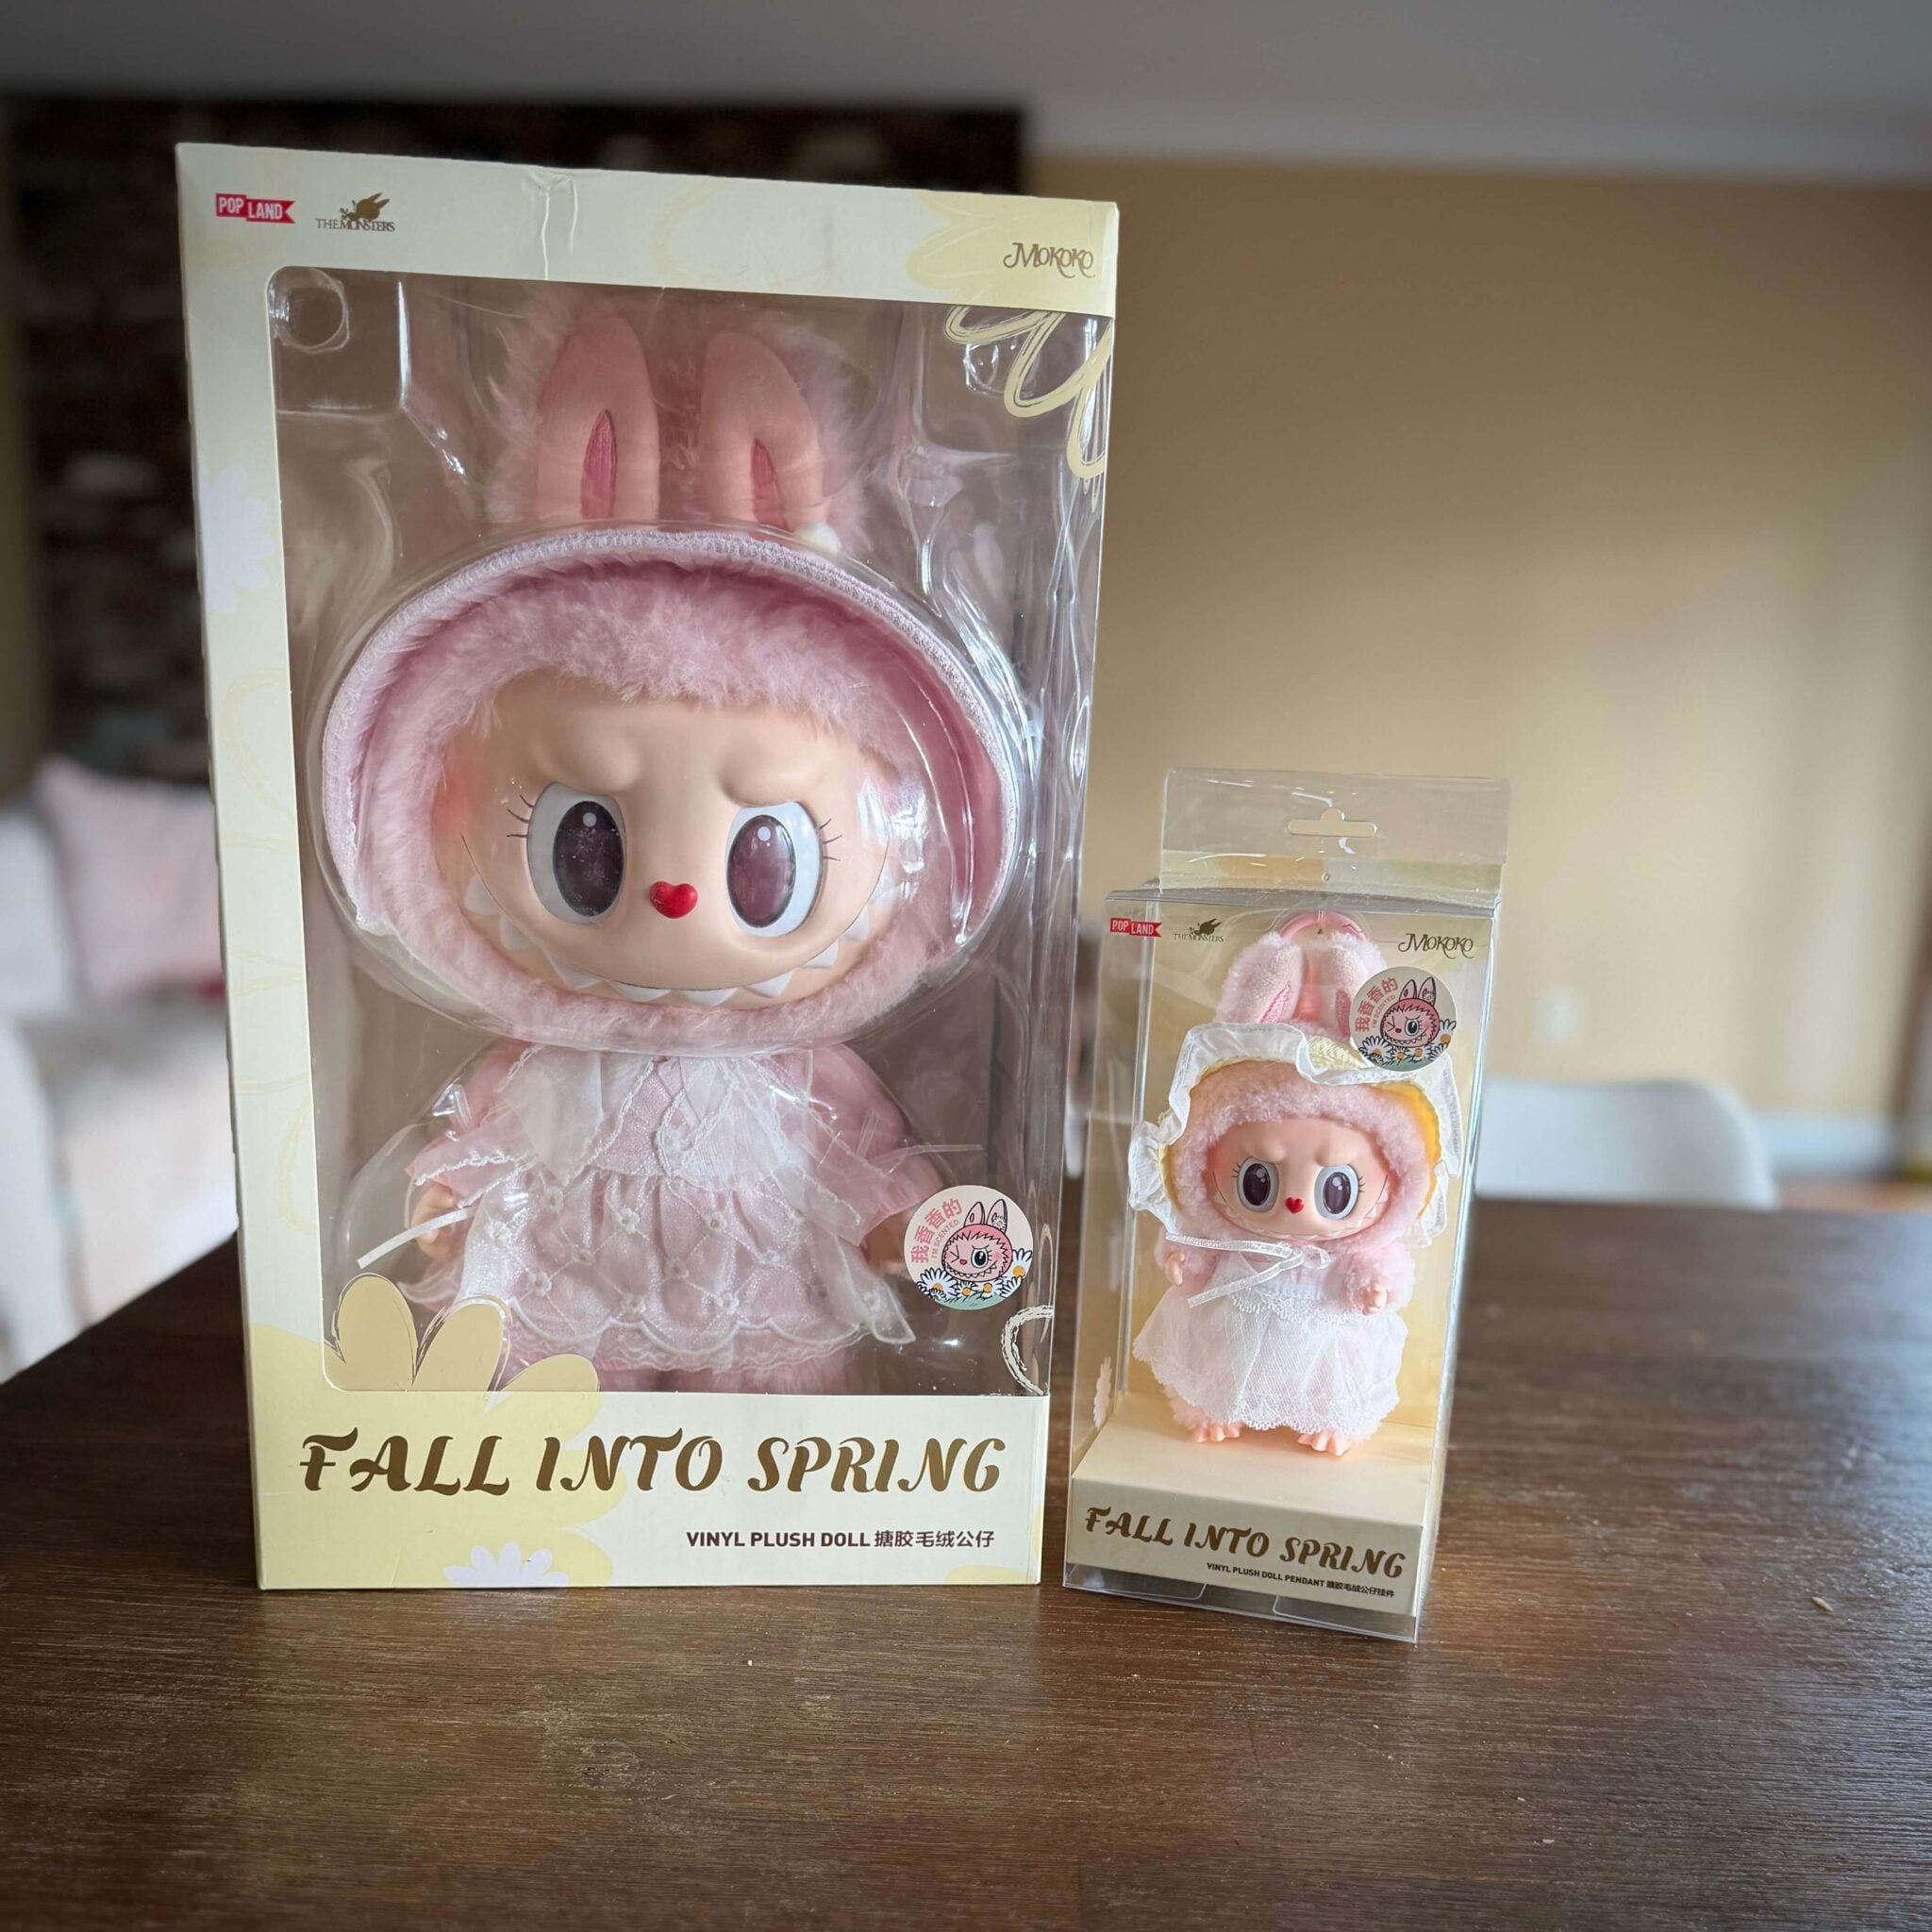 POP LAND
THE MONSTERS
MOKOKO
我香香的
I'M SCENTED
FALL INTO SPRING
VINYL PLUSH DOLL 搪胶毛绒公仔
POP LAND
THE MONSTERS
MOKOKO
我香香的
I'M SCENTED
FALL INTO SPRING
VINYL PLUSH DOLL PENDANT 搪胶毛绒公仔挂件